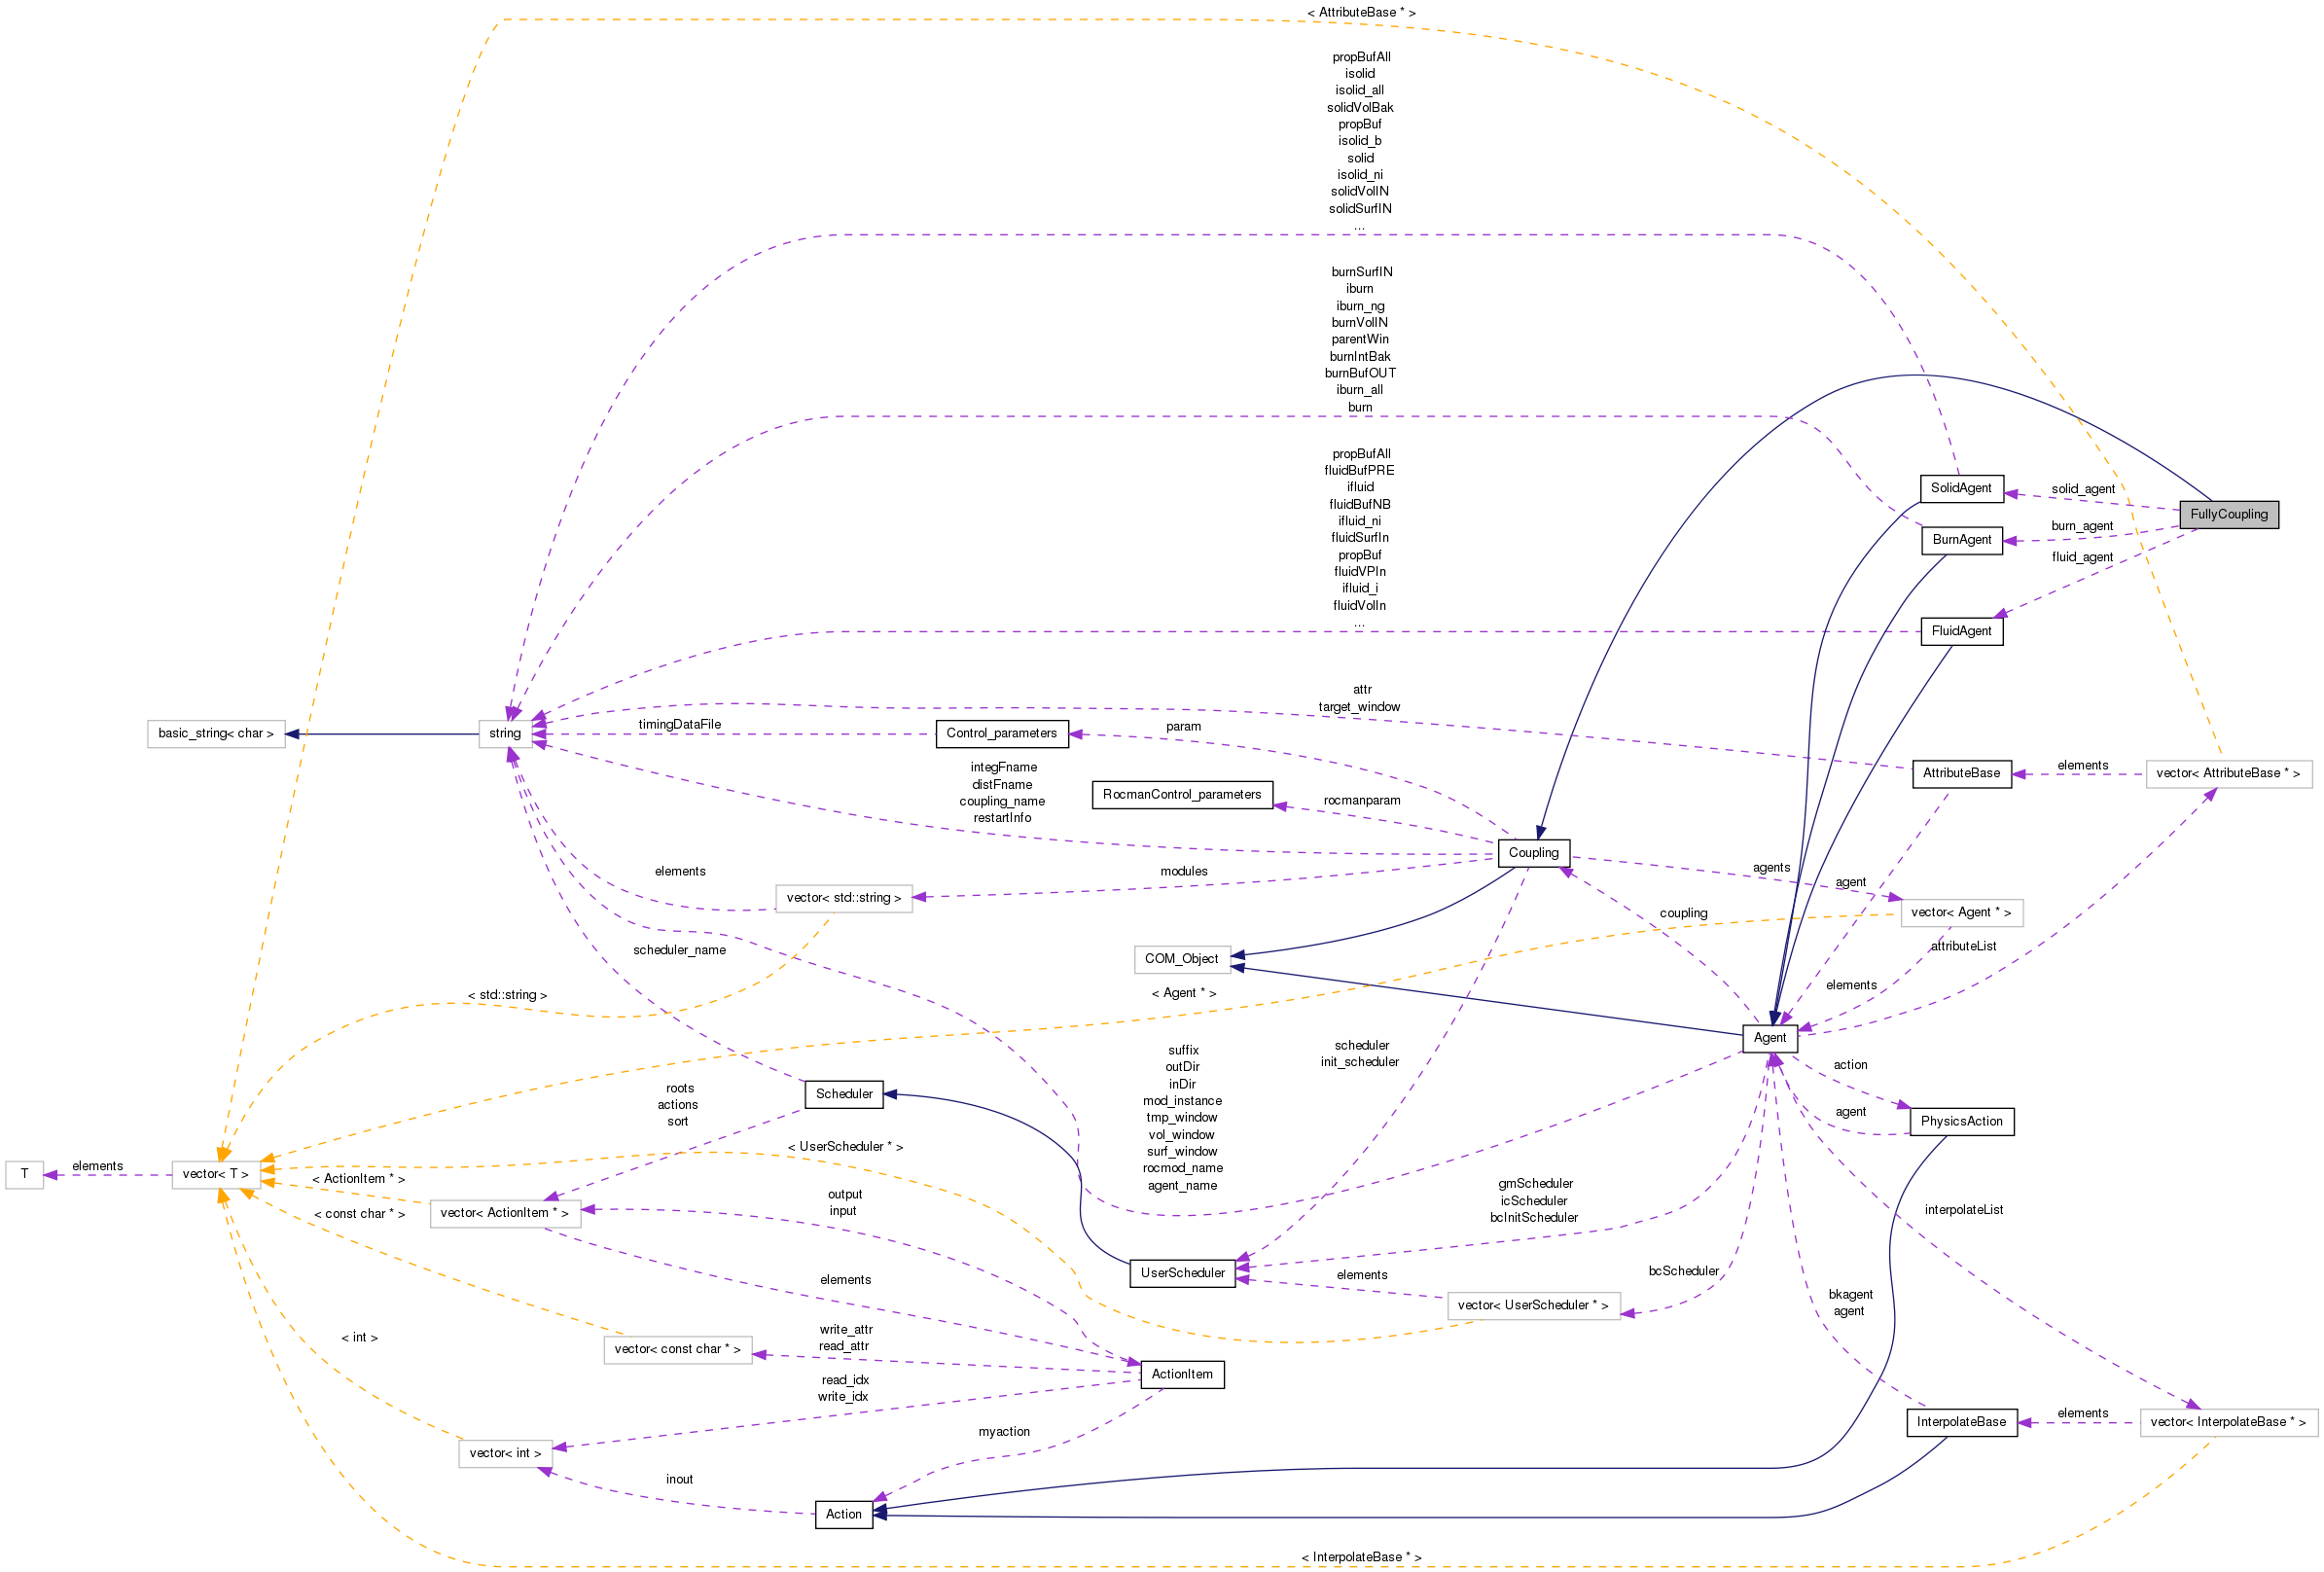 < AttributeBase * >
propBufAll
isolid
isolid_all
solidVolBak
propBuf
isolid_b
solid
isolid_ni
solidVolIN
solidSurfIN
...
burnSurfIN
iburn
iburn_ng
burnVolIN
parentWin
burnIntBak
burnBufOUT
iburn_all
burn
propBufAll
fluidBufPRE
ifluid
fluidBufNB
ifluid_ni
fluidSurfIn
propBuf
fluidVPIn
ifluid_i
fluidVolIn
...
SolidAgent
solid_agent
FullyCoupling
BurnAgent
burn_agent
fluid_agent
FluidAgent
attr
target_window
basic_string< char >
string
timingDataFile
Control_parameters
param
integFname
distFname
coupling_name
restartInfo
RocmanControl_parameters
rocmanparam
AttributeBase
elements
vector< AttributeBase * >
Coupling
elements
vector< std::string >
modules
agents
agent
vector< Agent * >
coupling
attributeList
scheduler_name
COM_Object
< std::string >
< Agent * >
elements
Agent
scheduler
init_scheduler
suffix
outDir
inDir
mod_instance
tmp_window
vol_window
surf_window
rocmod_name
agent_name
action
Scheduler
roots
actions
sort
agent
PhysicsAction
< UserScheduler * >
T
elements
vector< T >
< ActionItem * >
< const char * >
vector< ActionItem * >
output
input
gmScheduler
icScheduler
bcInitScheduler
interpolateList
UserScheduler
elements
bcScheduler
vector< UserScheduler * >
elements
bkagent
agent
< int >
vector< const char * >
write_attr
read_attr
ActionItem
read_idx
write_idx
myaction
InterpolateBase
elements
vector< InterpolateBase * >
vector< int >
inout
Action
< InterpolateBase * >